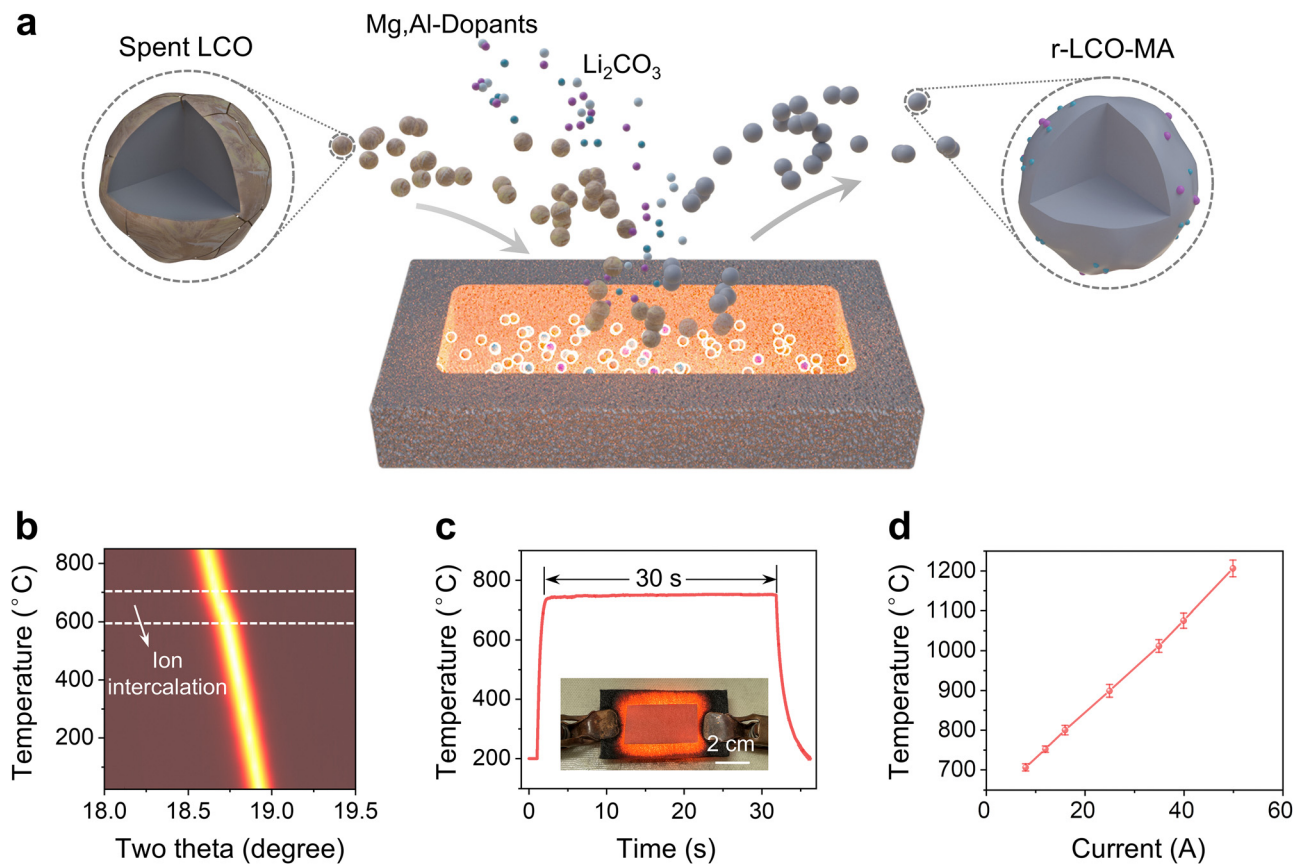 a
Mg,Al-Dopants
Spent LCO
Li₂CO₃
r-LCO-MA
b
800
600
400
200
Temperature (°C)
Ion
intercalation
18.0 18.5 19.0 19.5
Two theta (degree)
c
800
600
400
200
Temperature (°C)
30 s
2 cm
0 10 20 30
Time (s)
d
1200
1100
1000
900
800
700
Temperature (°C)
0 20 40 60
Current (A)